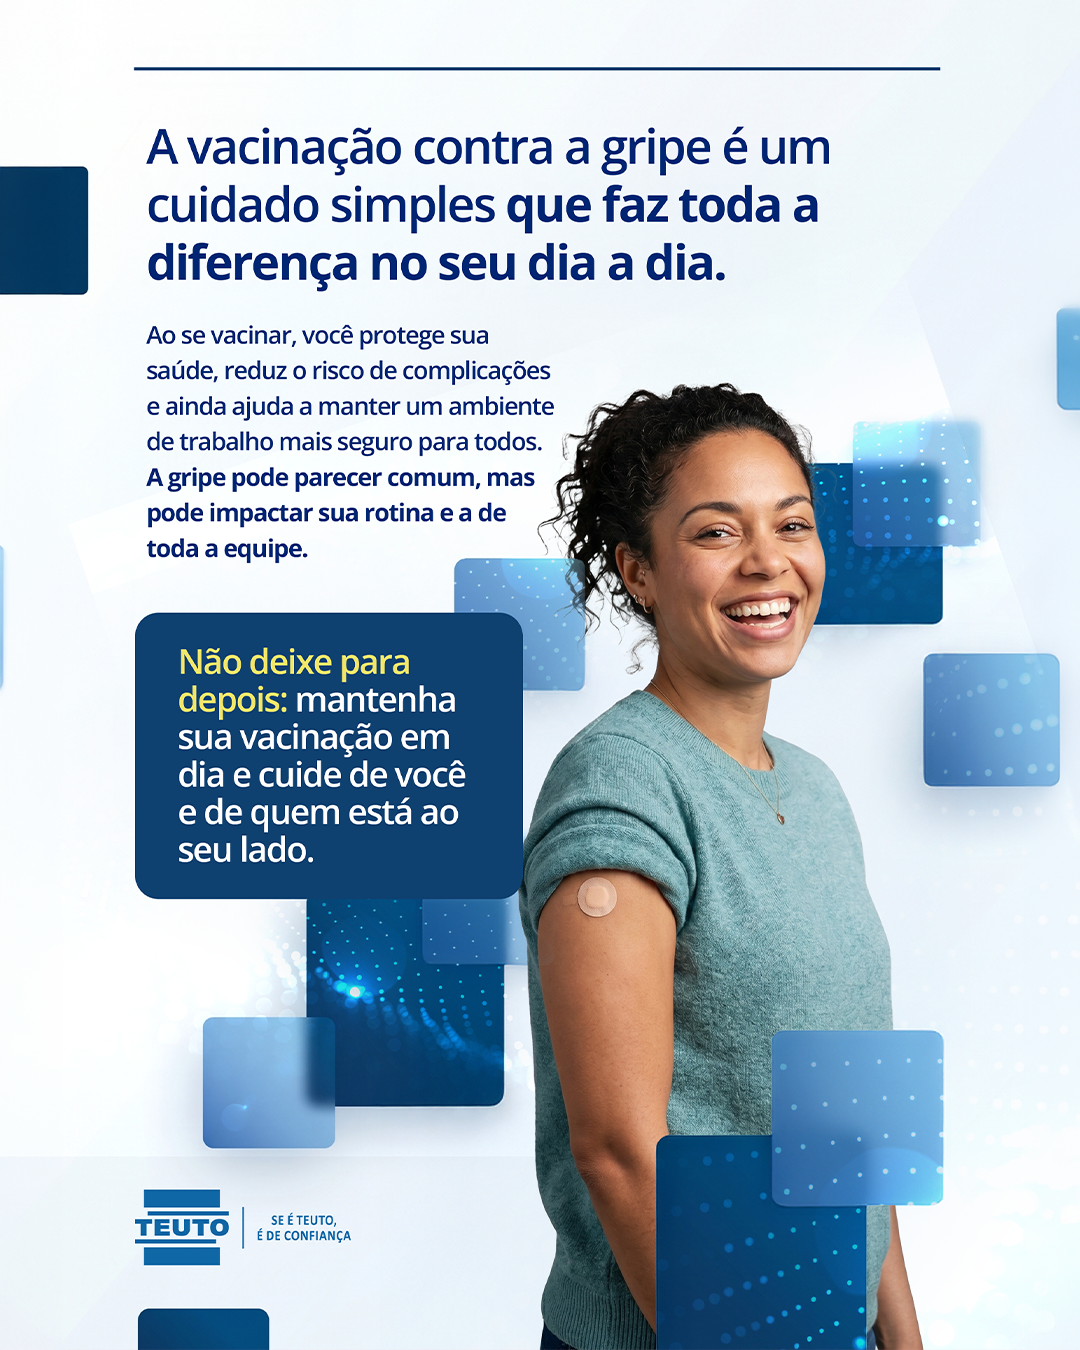 A vacinação contra a gripe é um
cuidado simples que faz toda a
diferença no seu dia a dia.
Ao se vacinar, você protege sua
saúde, reduz o risco de complicações
e ainda ajuda a manter um ambiente
de trabalho mais seguro para todos.
A gripe pode parecer comum, mas
pode impactar sua rotina e a de
toda a equipe.
Não deixe para
depois: mantenha
sua vacinação em
dia e cuide de você
e de quem está ao
seu lado.
TEUTO
SE É TEUTO,
É DE CONFIANÇA